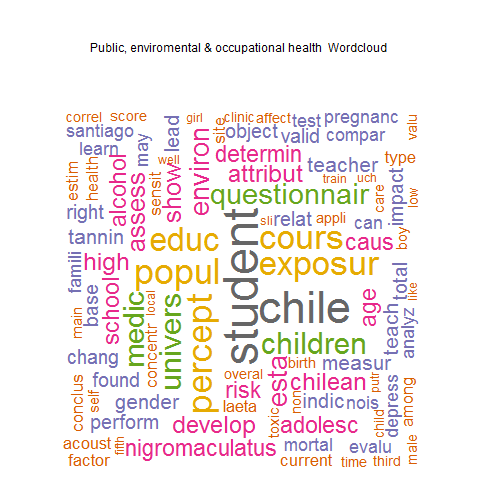 Public, enviromental & occupational health Wordcloud
correl score girl clinic affect test pregnanc
santiago may lead site object valid compar valu
learn well determin
estim health alcohol assess sensit show environ attribut teacher type
right questionnair train uch care impact low
tannin educ student sli relat appli can boy
famili high popul cours caus
main base school medic local percept exposur total like
chang concentr univers chile age teach analyz
children
conclus found overal esta birth measur
self gender risk chilean putr depress among
laeta non indic nois child
perform develop toxic adolesc
acoust fifth nigromaculatus mortal evalu male
factor current time third